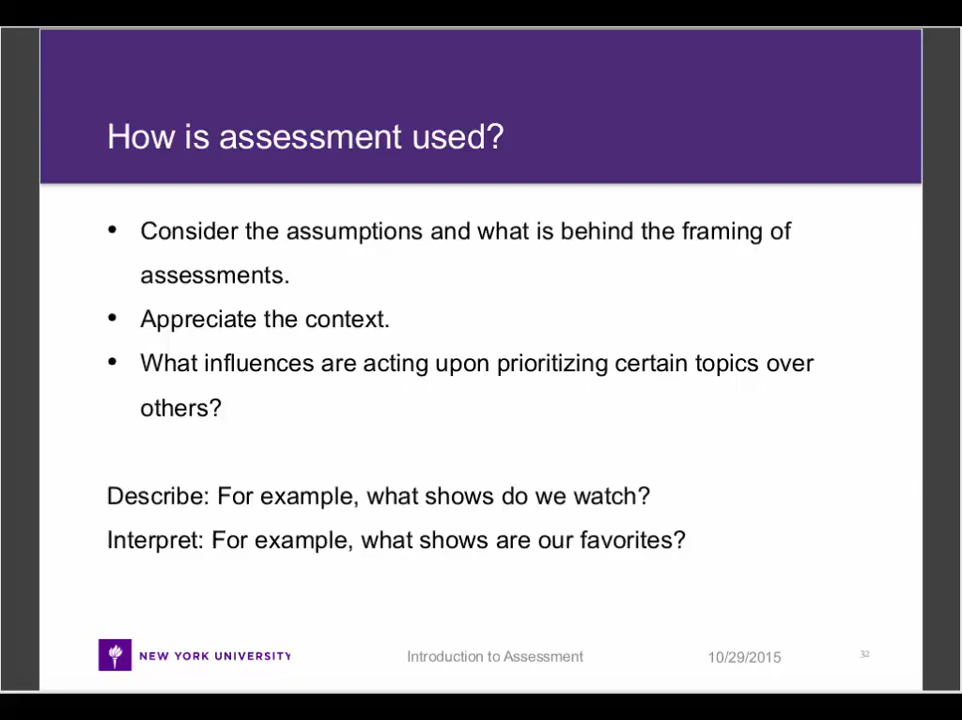 How is assessment used?
• Consider the assumptions and what is behind the framing of
assessments.
• Appreciate the context.
• What influences are acting upon prioritizing certain topics over
others?
Describe: For example, what shows do we watch?
Interpret: For example, what shows are our favorites?
NEW YORK UNIVERSITY
Introduction to Assessment
10/29/2015
32